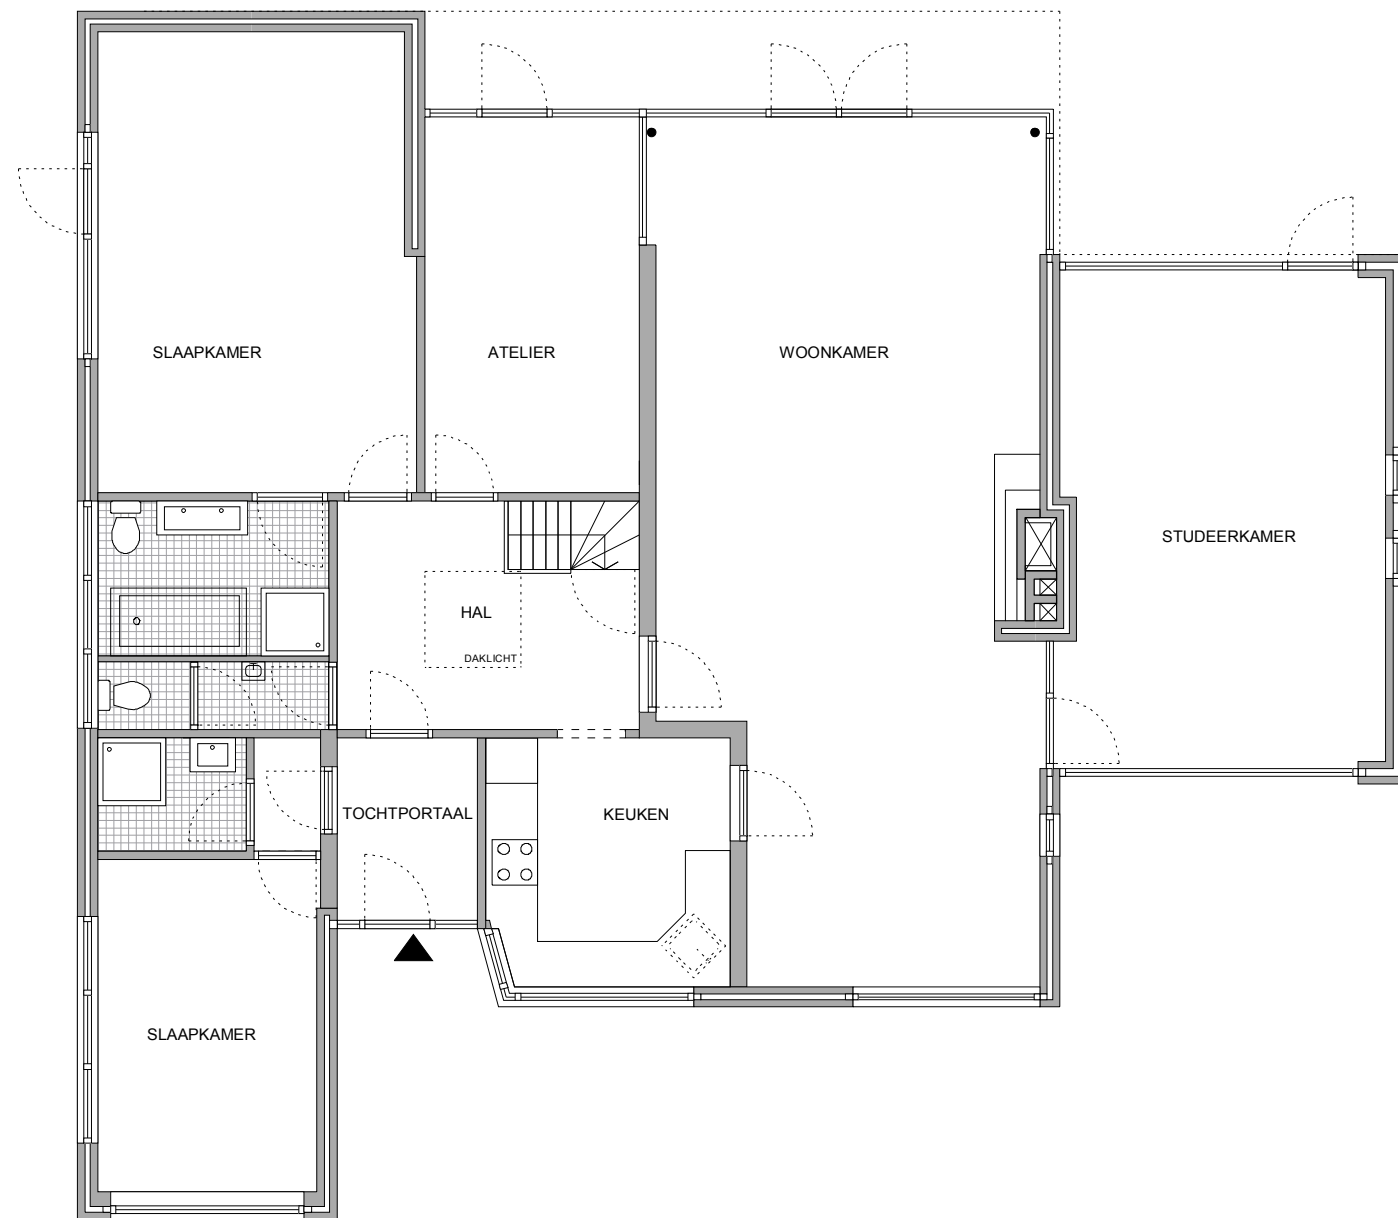 SLAAPKAMER
ATELIER
WOONKAMER
STUDEERKAMER
HAL
DAKLICHT
TOCHTPORTAAL
KEUKEN
SLAAPKAMER